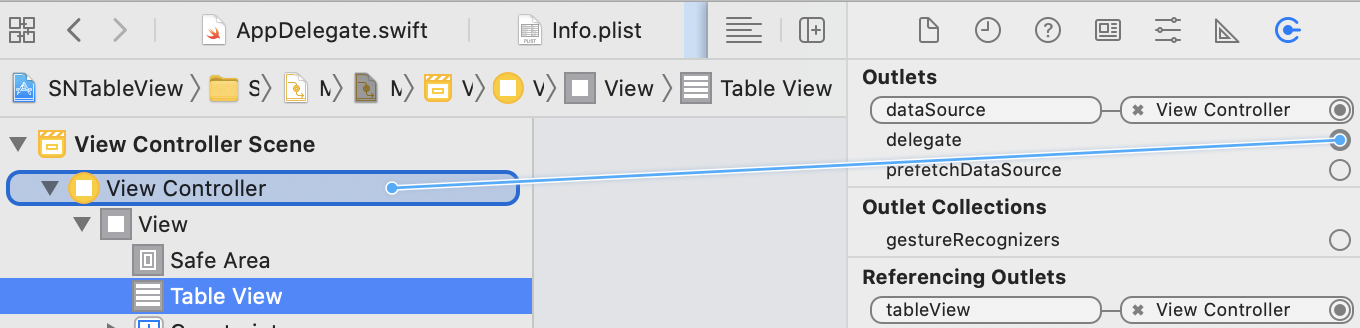 AppDelegate.swift
Info.plist
SNTableView
S
M
M
V
V
View
Table View
View Controller Scene
View Controller
View
Safe Area
Table View
Outlets
dataSource View Controller
delegate
prefetchDataSource
Outlet Collections
gestureRecognizers
Referencing Outlets
tableView View Controller